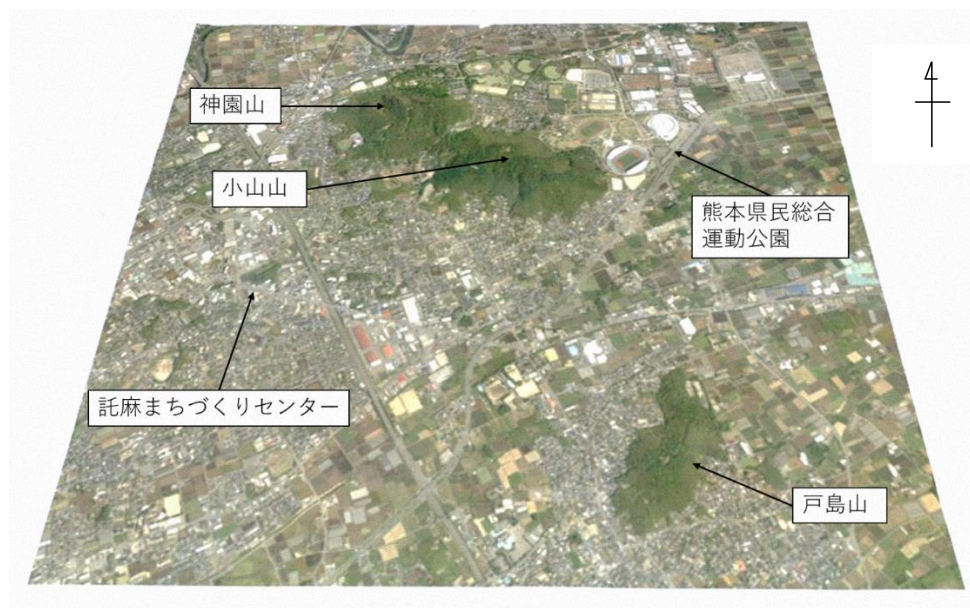 神園山
小山山
熊本県民総合
運動公園
託麻まちづくりセンター
戸島山